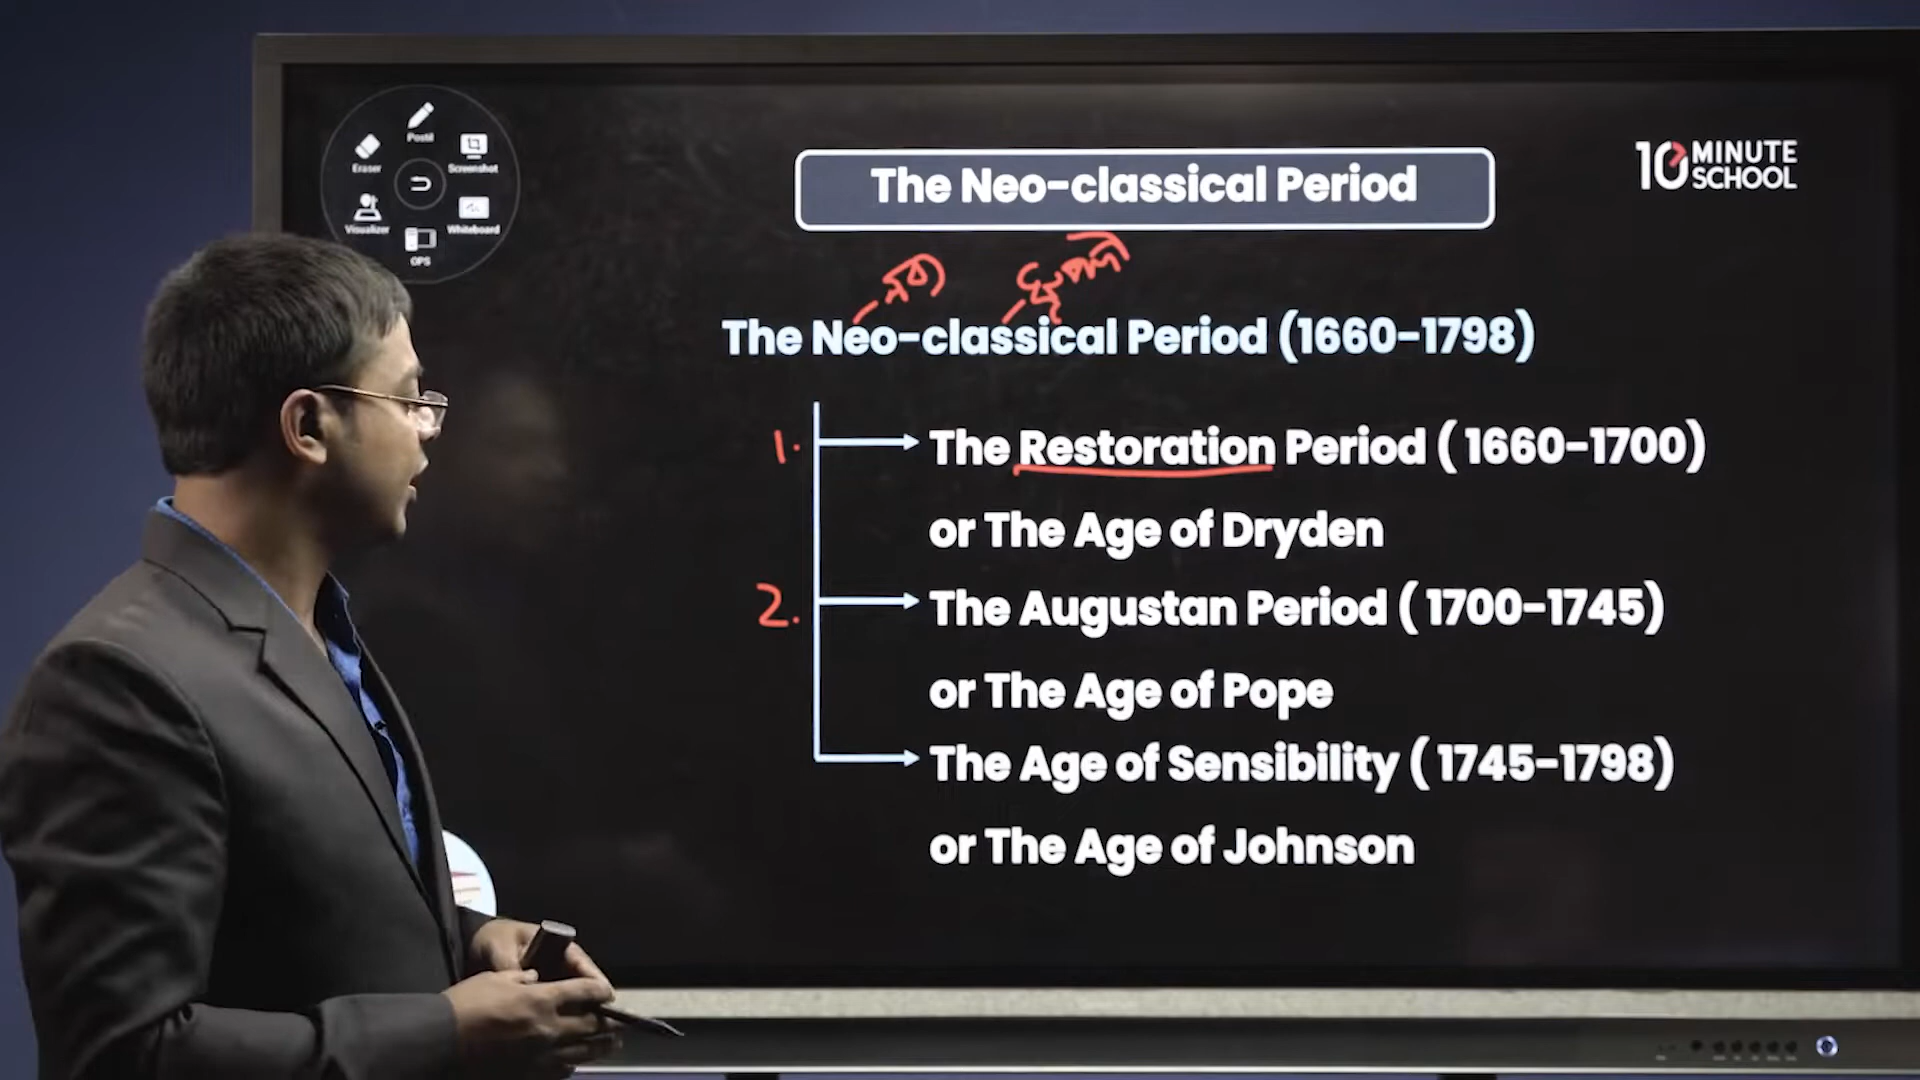 Postil
Eraser
Screenshot
Visualizer
Whiteboard
OPS
10 MINUTE SCHOOL
The Neo-classical Period
নব্য
ধ্রুপদী
The Neo-classical Period (1660-1798)
1. The Restoration Period ( 1660-1700)
or The Age of Dryden
2. The Augustan Period ( 1700-1745)
or The Age of Pope
The Age of Sensibility ( 1745-1798)
or The Age of Johnson